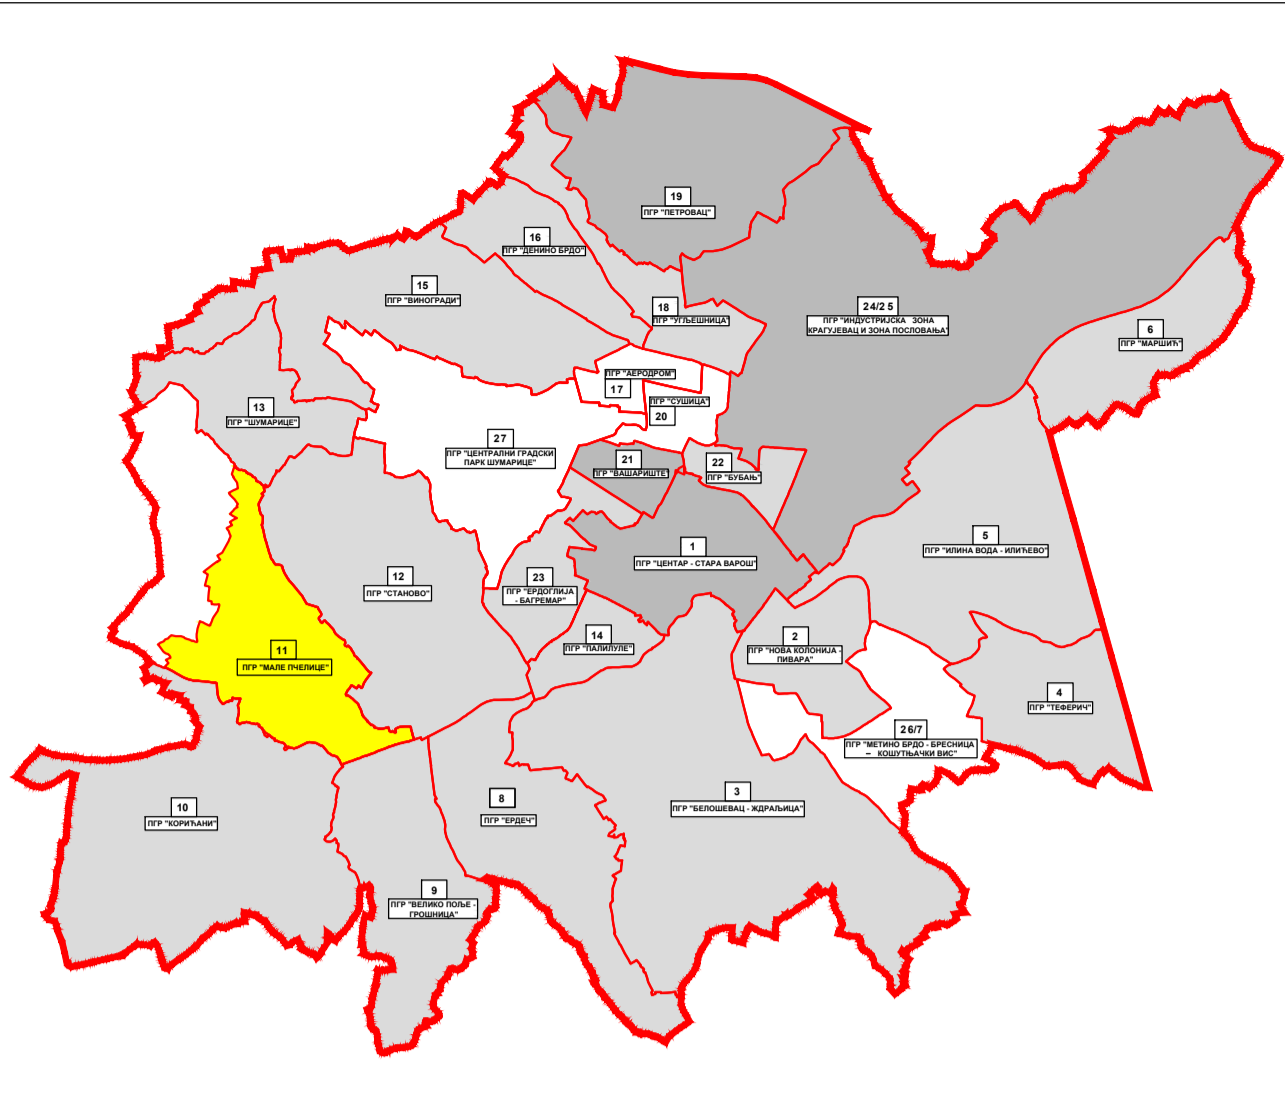 19
ПГР "ПЕТРОВАЦ"
16
ПГР "ДЕНИНО БРДО"
15
ПГР "ВИНОГРАДИ"
18
ПГР "УГЉЕШНИЦА"
24/25
ПГР "ИНДУСТРИЈСКА ЗОНА
КРАГУЈЕВАЦ И ЗОНА ПОСЛОВАЊА"
6
ПГР "МАРШИЋ"
ПГР "АЕРОДРОМ"
17
ПГР "СУШИЦА"
20
13
ПГР "ШУМАРИЦЕ"
27
ПГР "ЦЕНТРАЛНИ ГРАДСКИ
ПАРК ШУМАРИЦЕ"
21
ПГР "ВАШАРИШТЕ"
22
ПГР "БУБАЊ"
5
ПГР "ИЛИНА ВОДА - ИЛИЋЕВО"
1
ПГР "ЦЕНТАР - СТАРА ВАРОШ"
12
ПГР "СТАНОВО"
23
ПГР "ЕРДОГЛИЈА
- БАГРЕМАР"
14
ПГР "ПАЛИЛУЛЕ"
2
ПГР "НОВА КОЛОНИЈА -
ПИВАРА"
11
ПГР "МАЛЕ ПЧЕЛИЦЕ"
4
ПГР "ТЕФЕРИЧ"
26/7
ПГР "МЕТИНО БРДО - БРЕСНИЦА
– КОШУТЊАЧКИ ВИС"
3
ПГР "БЕЛОШЕВАЦ - ЖДРАЉИЦА"
8
ПГР "ЕРДЕЧ"
10
ПГР "КОРИЋАНИ"
9
ПГР "ВЕЛИКО ПОЉЕ -
ГРОШНИЦА"